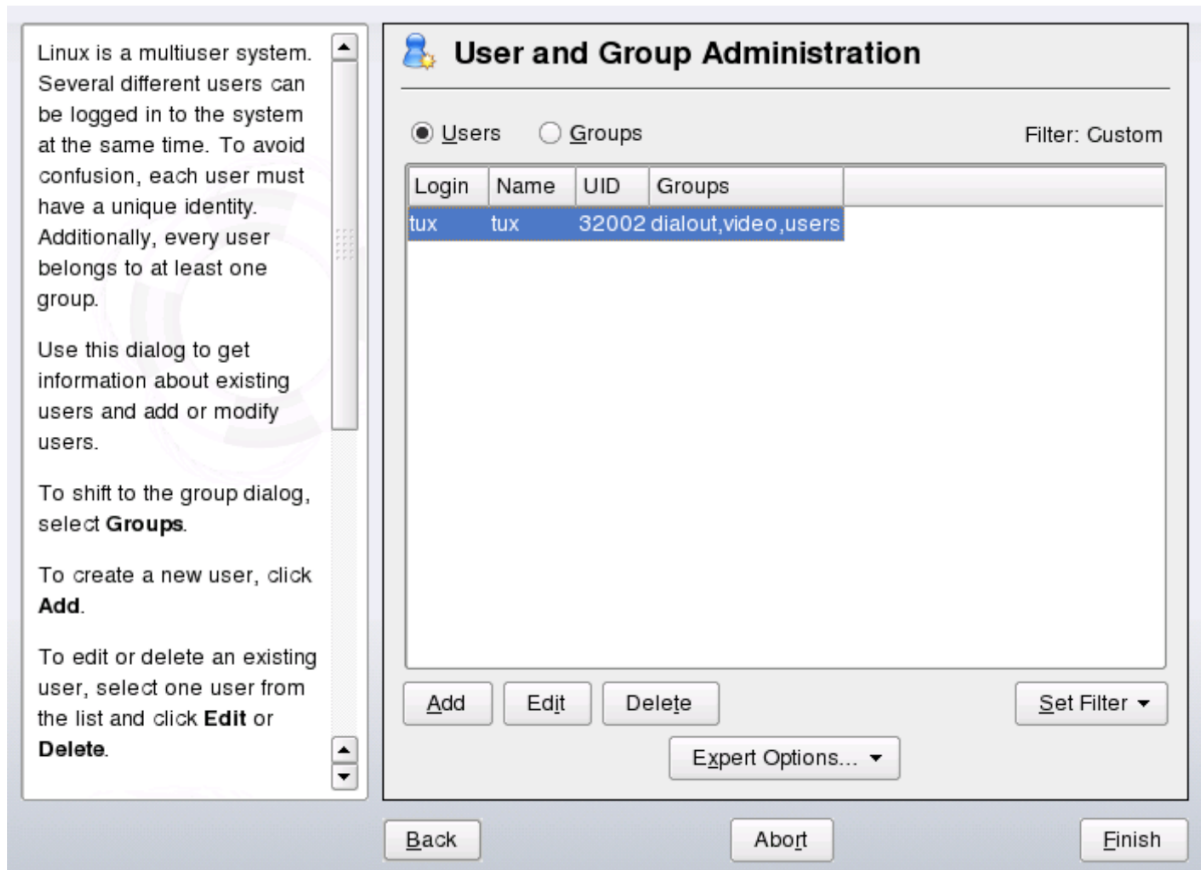 Linux is a multiuser system.
Several different users can
be logged in to the system
at the same time. To avoid
confusion, each user must
have a unique identity.
Additionally, every user
belongs to at least one
group.
Use this dialog to get
information about existing
users and add or modify
users.
To shift to the group dialog,
select Groups.
To create a new user, click
Add.
To edit or delete an existing
user, select one user from
the list and click Edit or
Delete.
User and Group Administration
Users Groups Filter: Custom
Login Name UID Groups
tux tux 32002 dialout,video,users
Add Edit Delete Set Filter
Expert Options...
Back Abort Finish